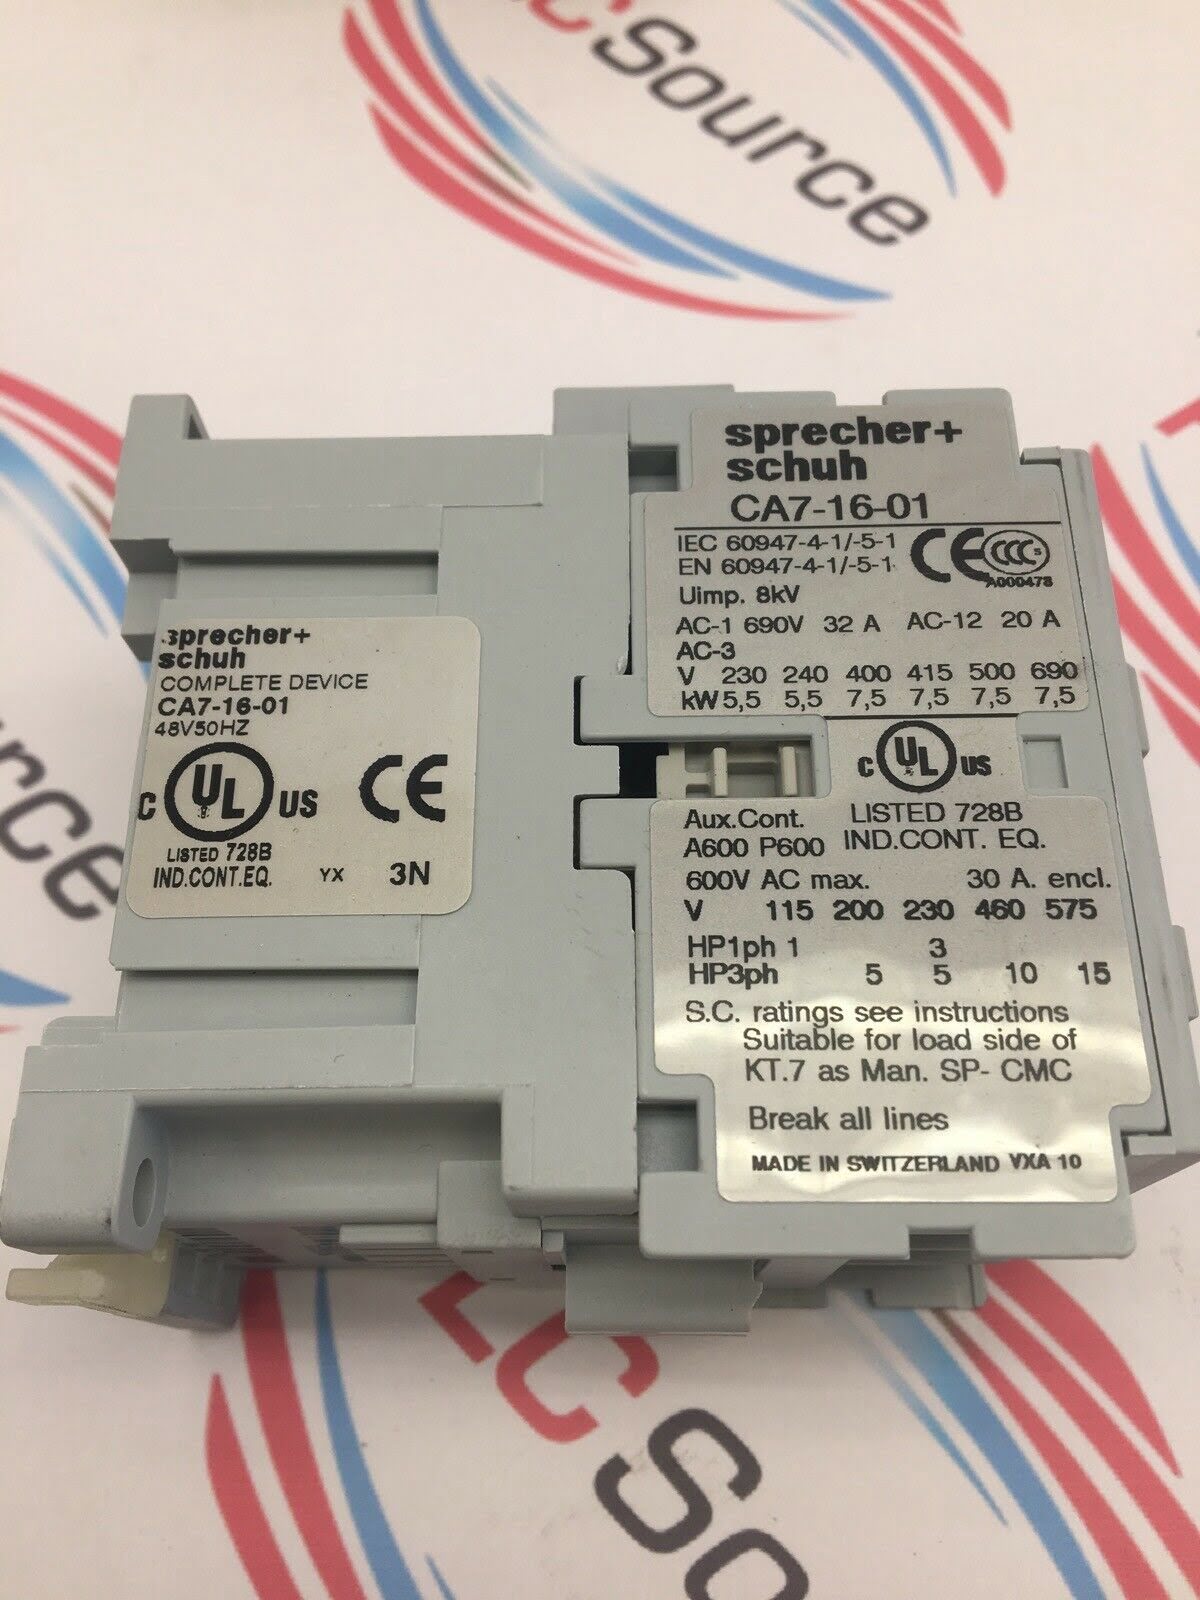 cSource
sprecher+
schuh
CA7-16-01
IEC 60947-4-1/-5-1
EN 60947-4-1/-5-1
CE CCC S
A000478
Uimp. 8kV
AC-1 690V 32 A AC-12 20 A
AC-3
V 230 240 400 415 500 690
kW 5,5 5,5 7,5 7,5 7,5 7,5
C UL US
Aux.Cont. LISTED 728B
A600 P600 IND.CONT. EQ.
600V AC max. 30 A. encl.
V 115 200 230 460 575
HP1ph 1 3
HP3ph 5 5 10 15
S.C. ratings see instructions
Suitable for load side of
KT.7 as Man. SP- CMC
Break all lines
MADE IN SWITZERLAND VXA 10
sprecher+
schuh
COMPLETE DEVICE
CA7-16-01
48V50HZ
C UL US CE
LISTED 728B
IND.CONT.EQ. YX 3N
urce
LCSo